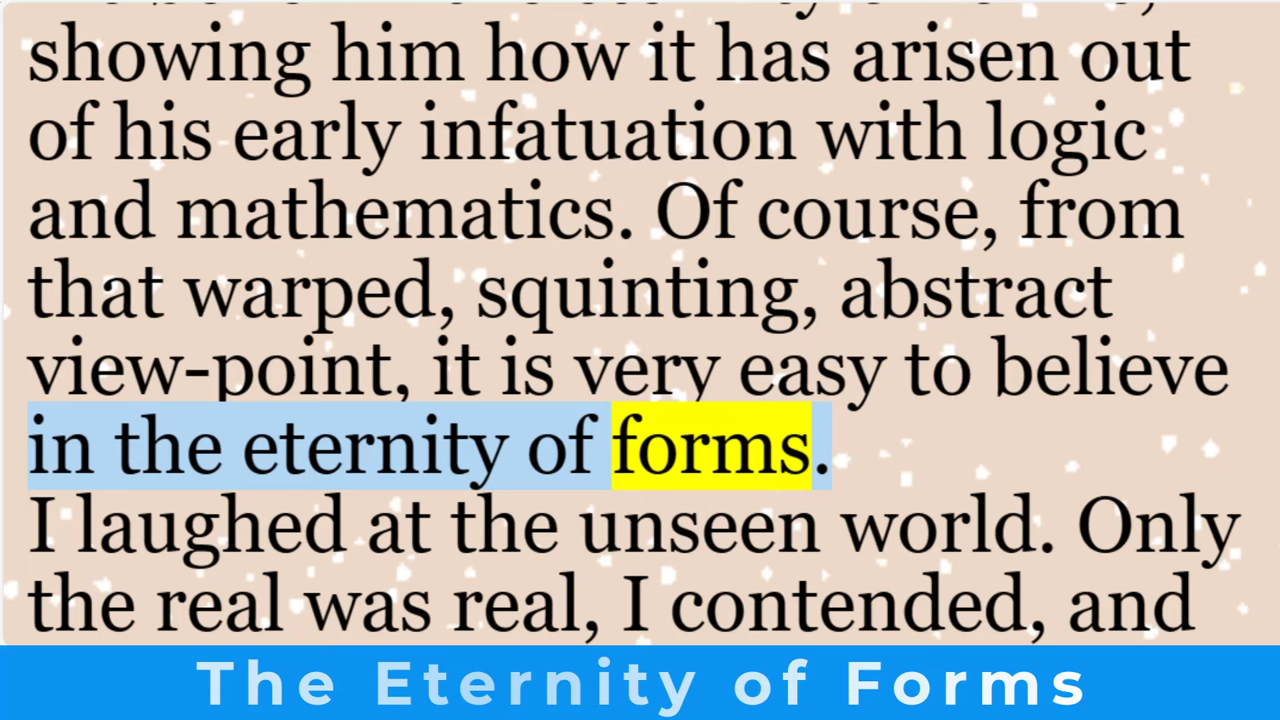 showing him how it has arisen out
of his early infatuation with logic
and mathematics. Of course, from
that warped, squinting, abstract
view-point, it is very easy to believe
in the eternity of forms.
I laughed at the unseen world. Only
the real was real, I contended, and
The Eternity of Forms